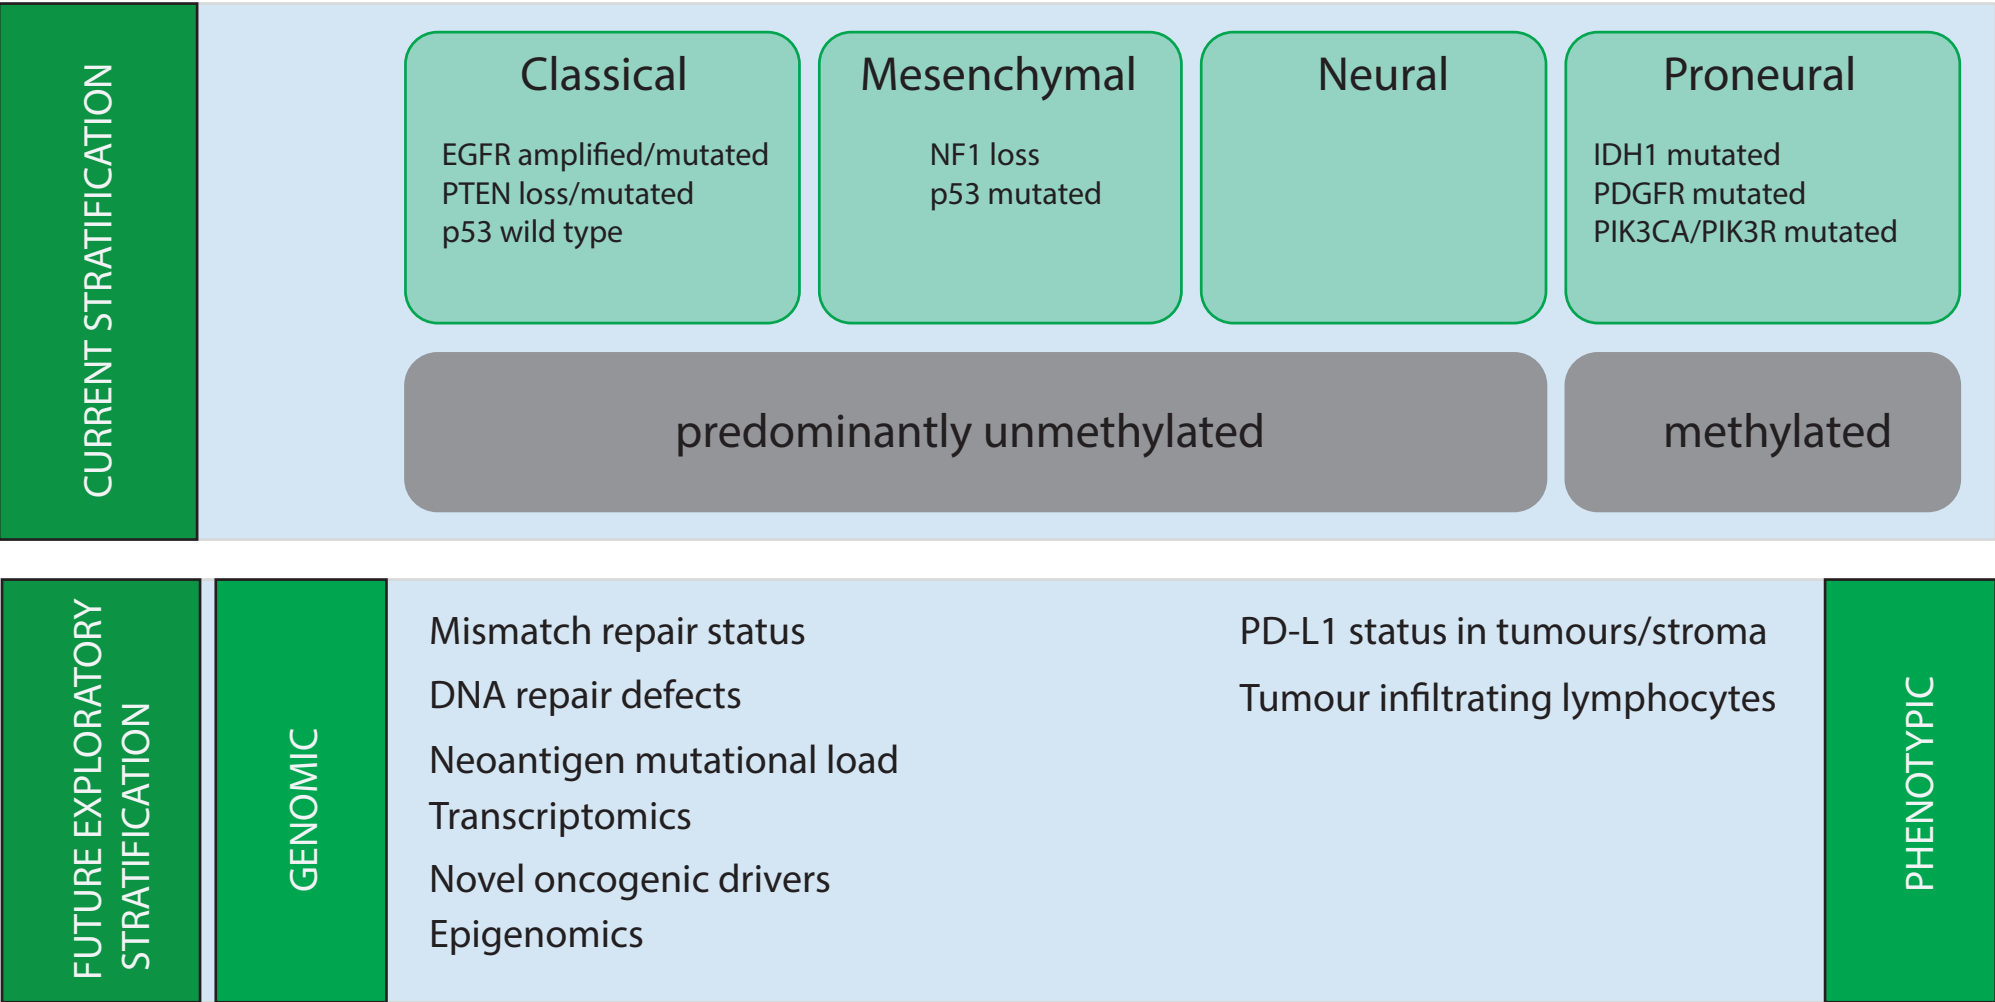 CURRENT STRATIFICATION
Classical
EGFR amplified/mutated
PTEN loss/mutated
p53 wild type
Mesenchymal
NF1 loss
p53 mutated
Neural
Proneural
IDH1 mutated
PDGFR mutated
PIK3CA/PIK3R mutated
predominantly unmethylated
methylated
FUTURE EXPLORATORY
STRATIFICATION
GENOMIC
Mismatch repair status
DNA repair defects
Neoantigen mutational load
Transcriptomics
Novel oncogenic drivers
Epigenomics
PD-L1 status in tumours/stroma
Tumour infiltrating lymphocytes
PHENOTYPIC